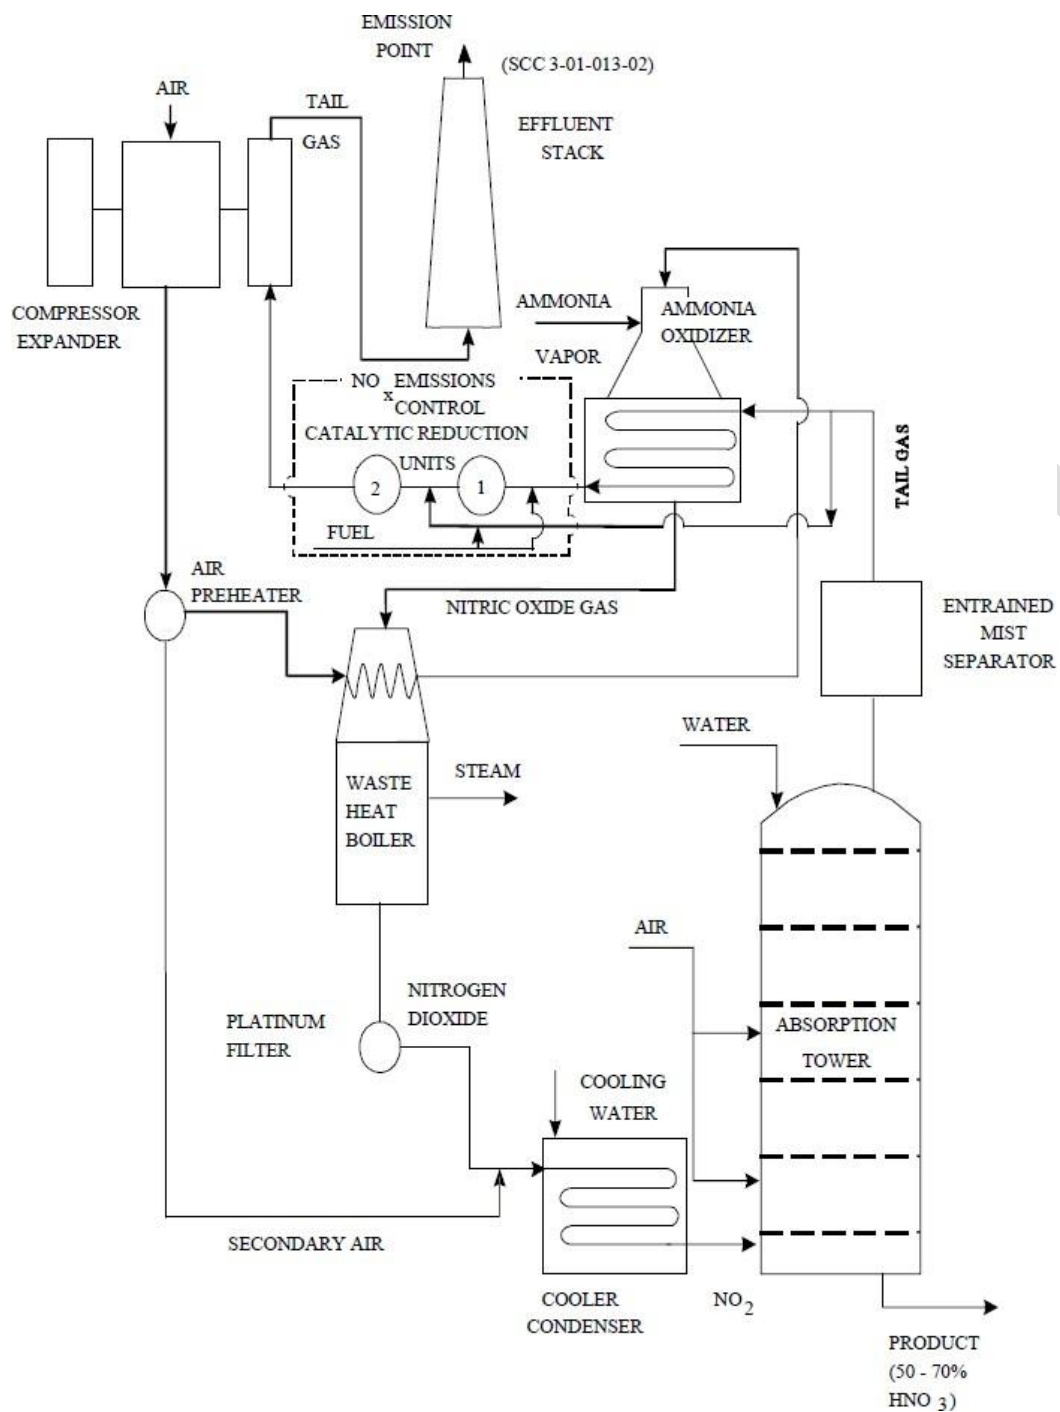 EMISSION
POINT
(SCC 3-01-013-02)
AIR
TAIL
GAS
EFFLUENT
STACK
COMPRESSOR
EXPANDER
AMMONIA
VAPOR
AMMONIA
OXIDIZER
NOx EMISSIONS
CONTROL
CATALYTIC REDUCTION
UNITS
2
1
FUEL
TAIL GAS
AIR
PREHEATER
NITRIC OXIDE GAS
ENTRAINED
MIST
SEPARATOR
WATER
STEAM
WASTE
HEAT
BOILER
AIR
NITROGEN
DIOXIDE
PLATINUM
FILTER
ABSORPTION
TOWER
COOLING
WATER
SECONDARY AIR
COOLER
CONDENSER
NO2
PRODUCT
(50 - 70%
HNO 3)